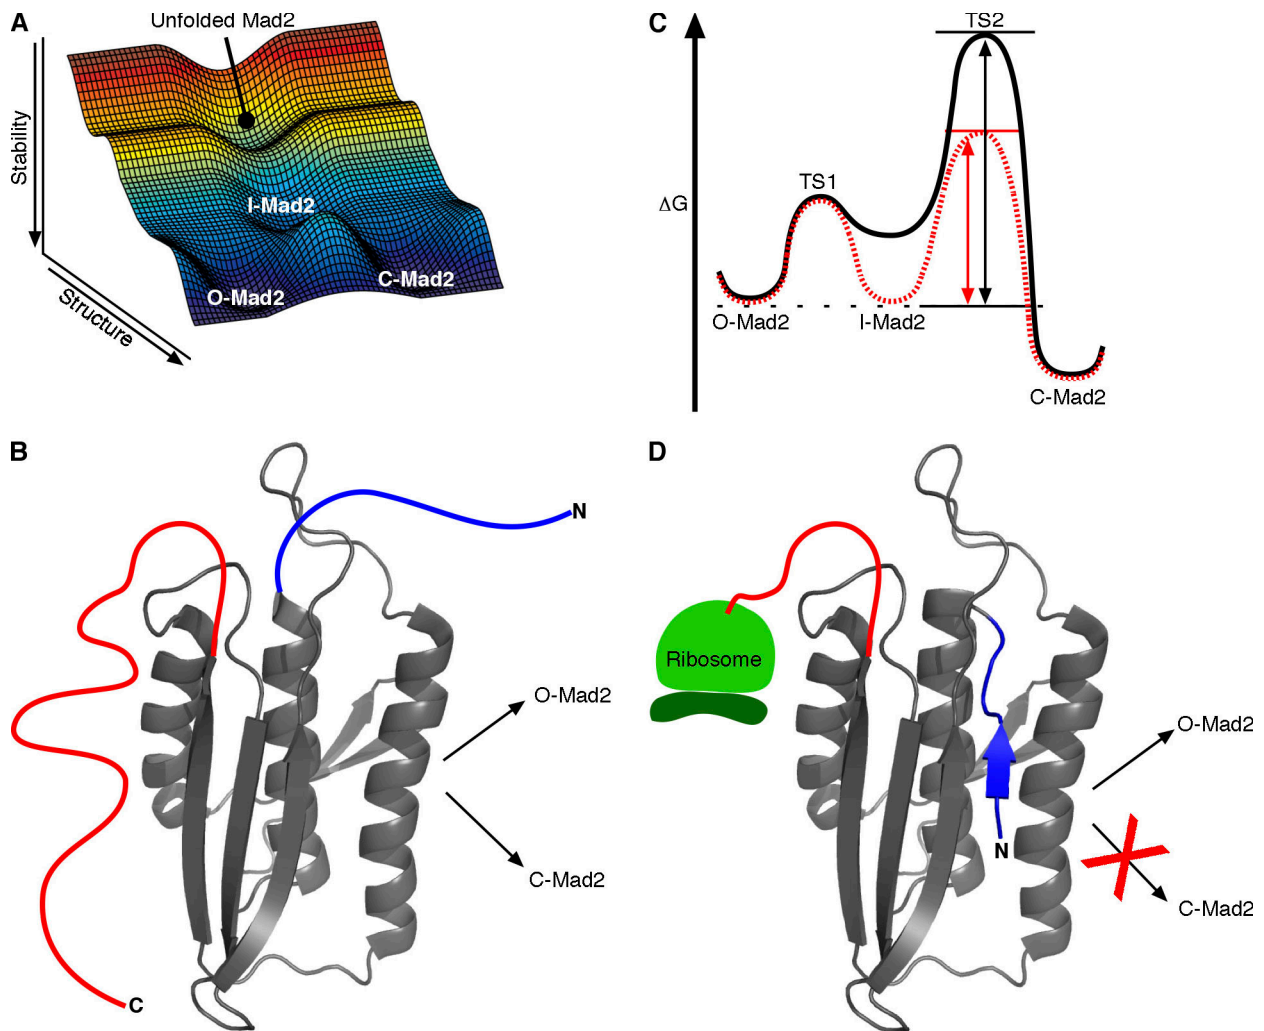 A
Unfolded Mad2
Stability
Structure
I-Mad2
O-Mad2
C-Mad2
C
TS2
TS1
ΔG
O-Mad2
I-Mad2
C-Mad2
B
N
O-Mad2
C-Mad2
C
D
Ribosome
N
O-Mad2
C-Mad2